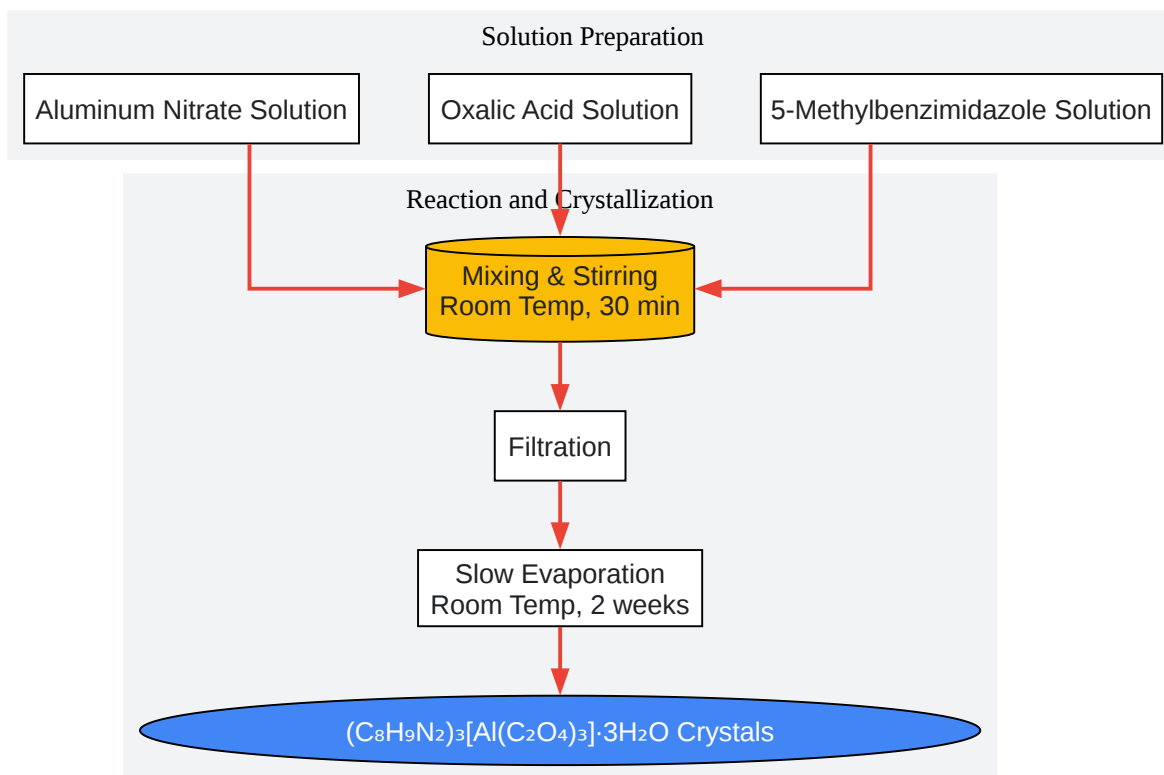 Solution Preparation
Aluminum Nitrate Solution
Oxalic Acid Solution
5-Methylbenzimidazole Solution
Reaction and Crystallization
Mixing & Stirring
Room Temp, 30 min
Filtration
Slow Evaporation
Room Temp, 2 weeks
(C₈H₉N₂)₃[Al(C₂O₄)₃]·3H₂O Crystals